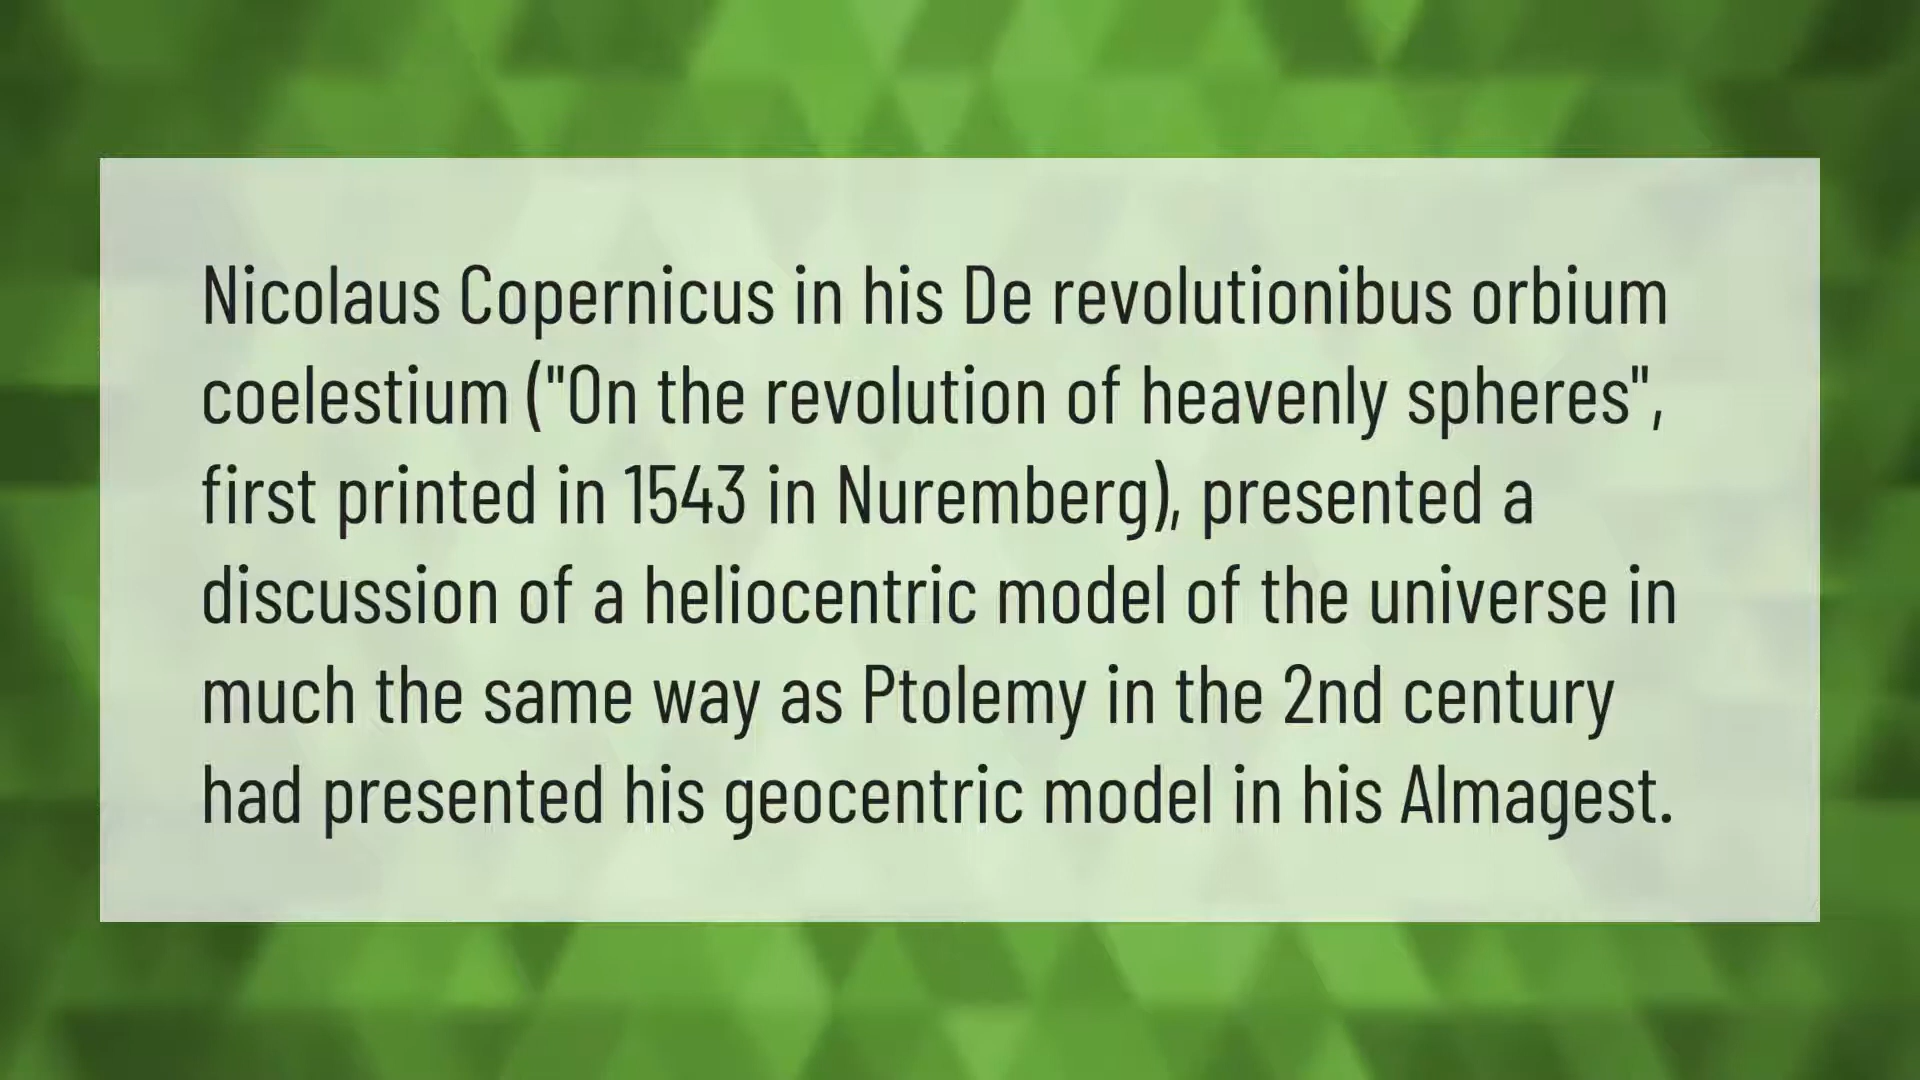 Nicolaus Copernicus in his De revolutionibus orbium
coelestium ("On the revolution of heavenly spheres",
first printed in 1543 in Nuremberg), presented a
discussion of a heliocentric model of the universe in
much the same way as Ptolemy in the 2nd century
had presented his geocentric model in his Almagest.